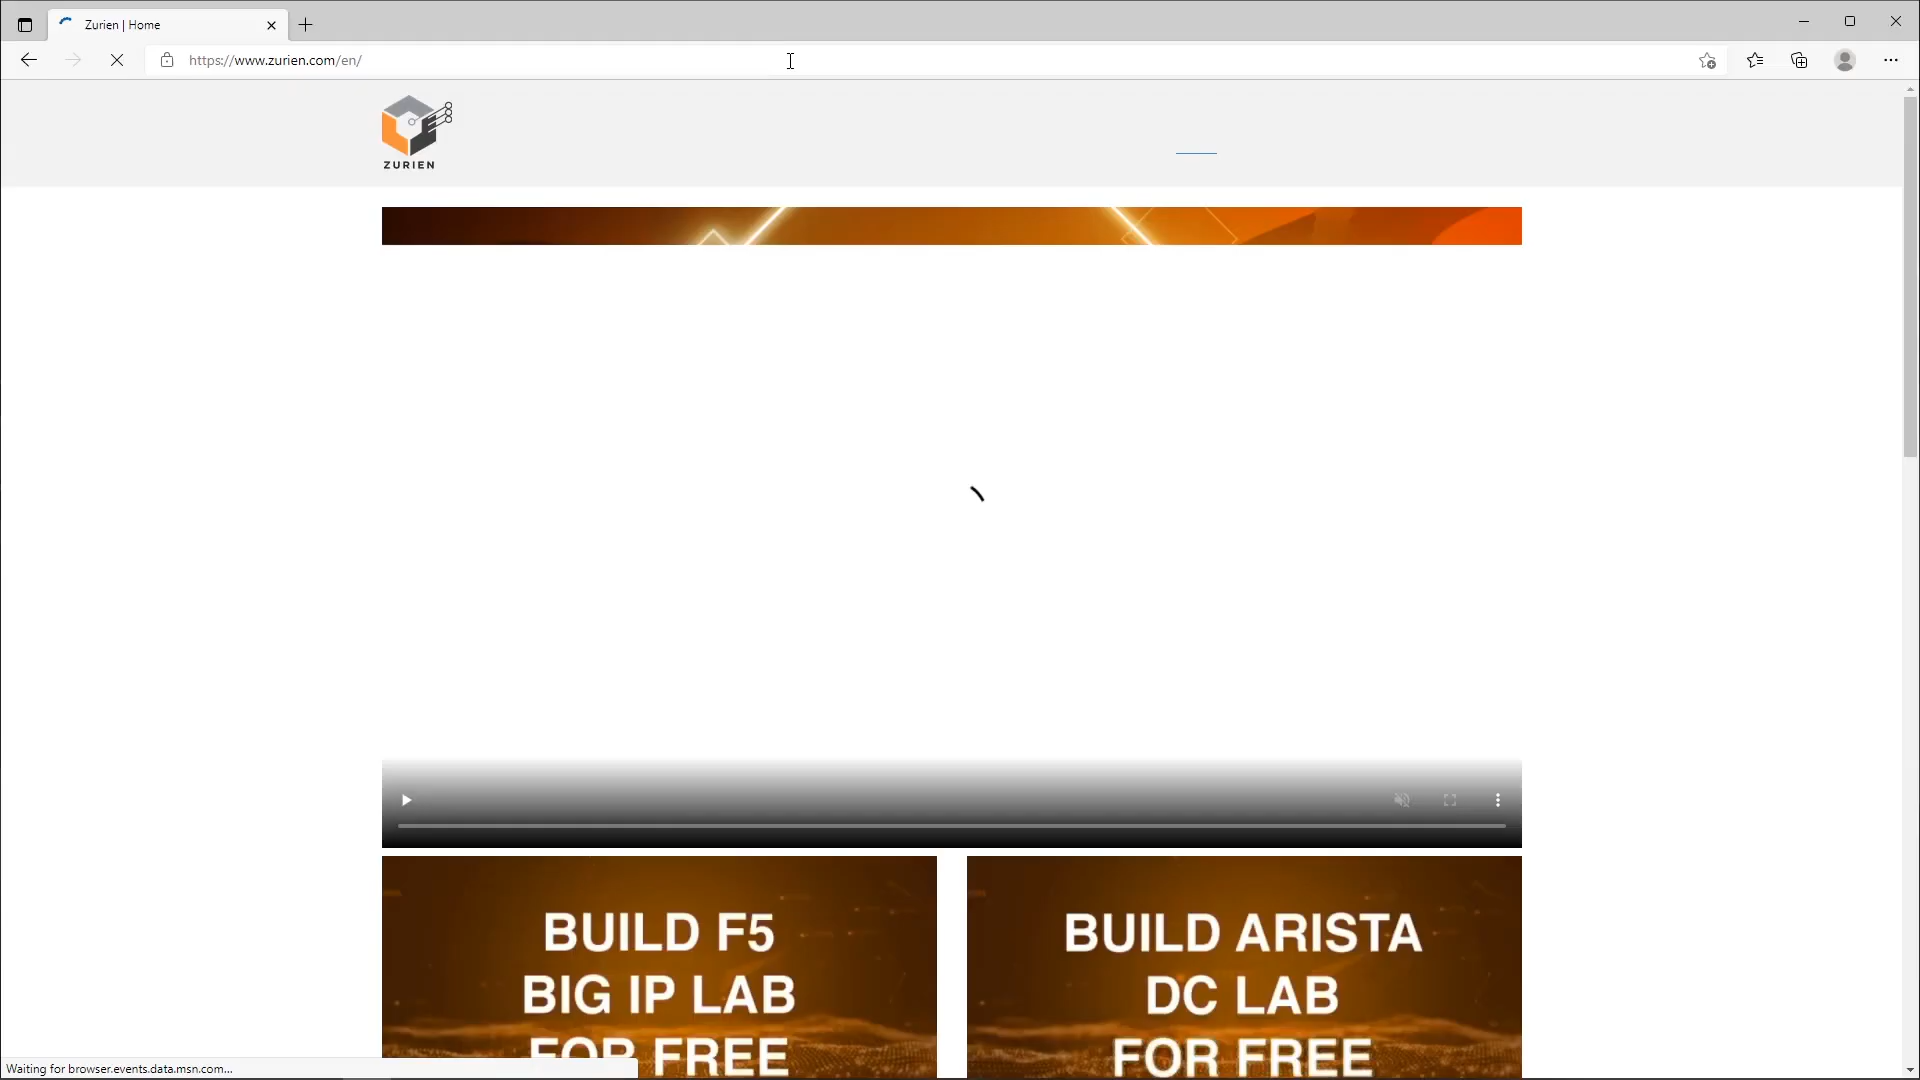 Zurien | Home
https://www.zurien.com/en/
ZURIEN
BUILD F5
BIG IP LAB
FOR FREE
BUILD ARISTA
DC LAB
FOR FREE
Waiting for browser.events.data.msn.com...